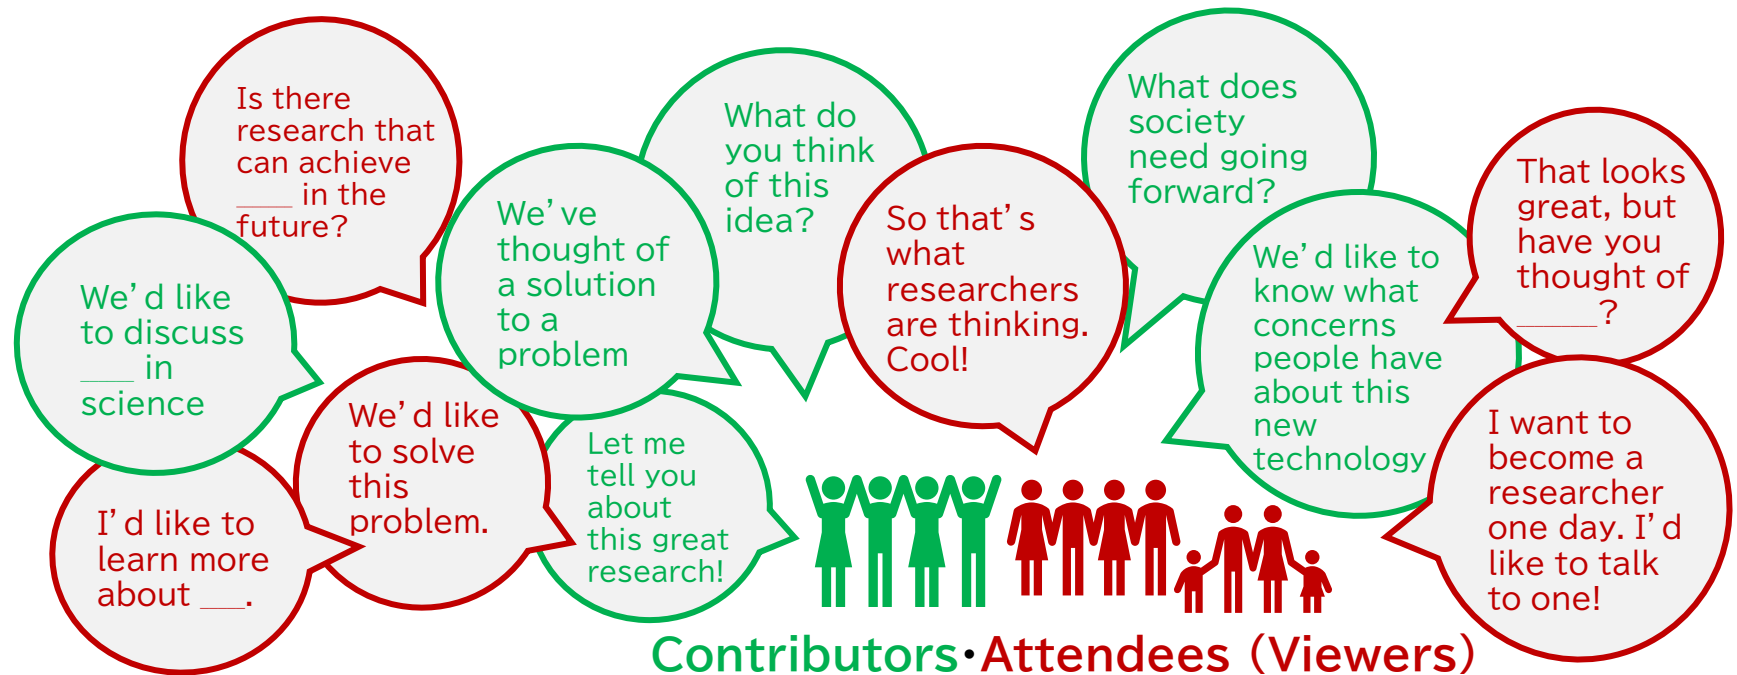 Is there
research that
can achieve
____ in the
future?
We'd like
to discuss
___ in
science
I'd like to
learn more
about ___.
We'd like
to solve
this
problem.
We've
thought of
a solution
to a
problem
Let me
tell you
about
this great
research!
What do
you think
of this
idea?
So that's
what
researchers
are thinking.
Cool!
What does
society
need going
forward?
We'd like to
know what
concerns
people have
about this
new
technology
That looks
great, but
have you
thought of
_____?
I want to
become a
researcher
one day. I'd
like to talk
to one!
Contributors・Attendees (Viewers)